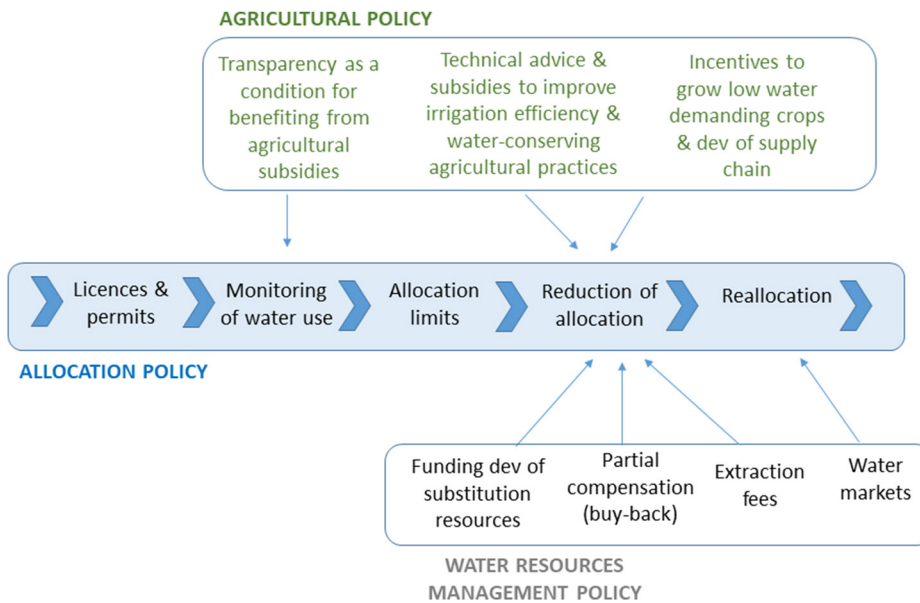 AGRICULTURAL POLICY
Transparency as a
condition for
benefiting from
agricultural
subsidies
Technical advice &
subsidies to improve
irrigation efficiency &
water-conserving
agricultural practices
Incentives to
grow low water
demanding crops
& dev of supply
chain
Licences &
permits
Monitoring
of water use
Allocation
limits
Reduction of
allocation
Reallocation
ALLOCATION POLICY
Funding dev of
substitution
resources
Partial
compensation
(buy-back)
Extraction
fees
Water
markets
WATER RESOURCES
MANAGEMENT POLICY